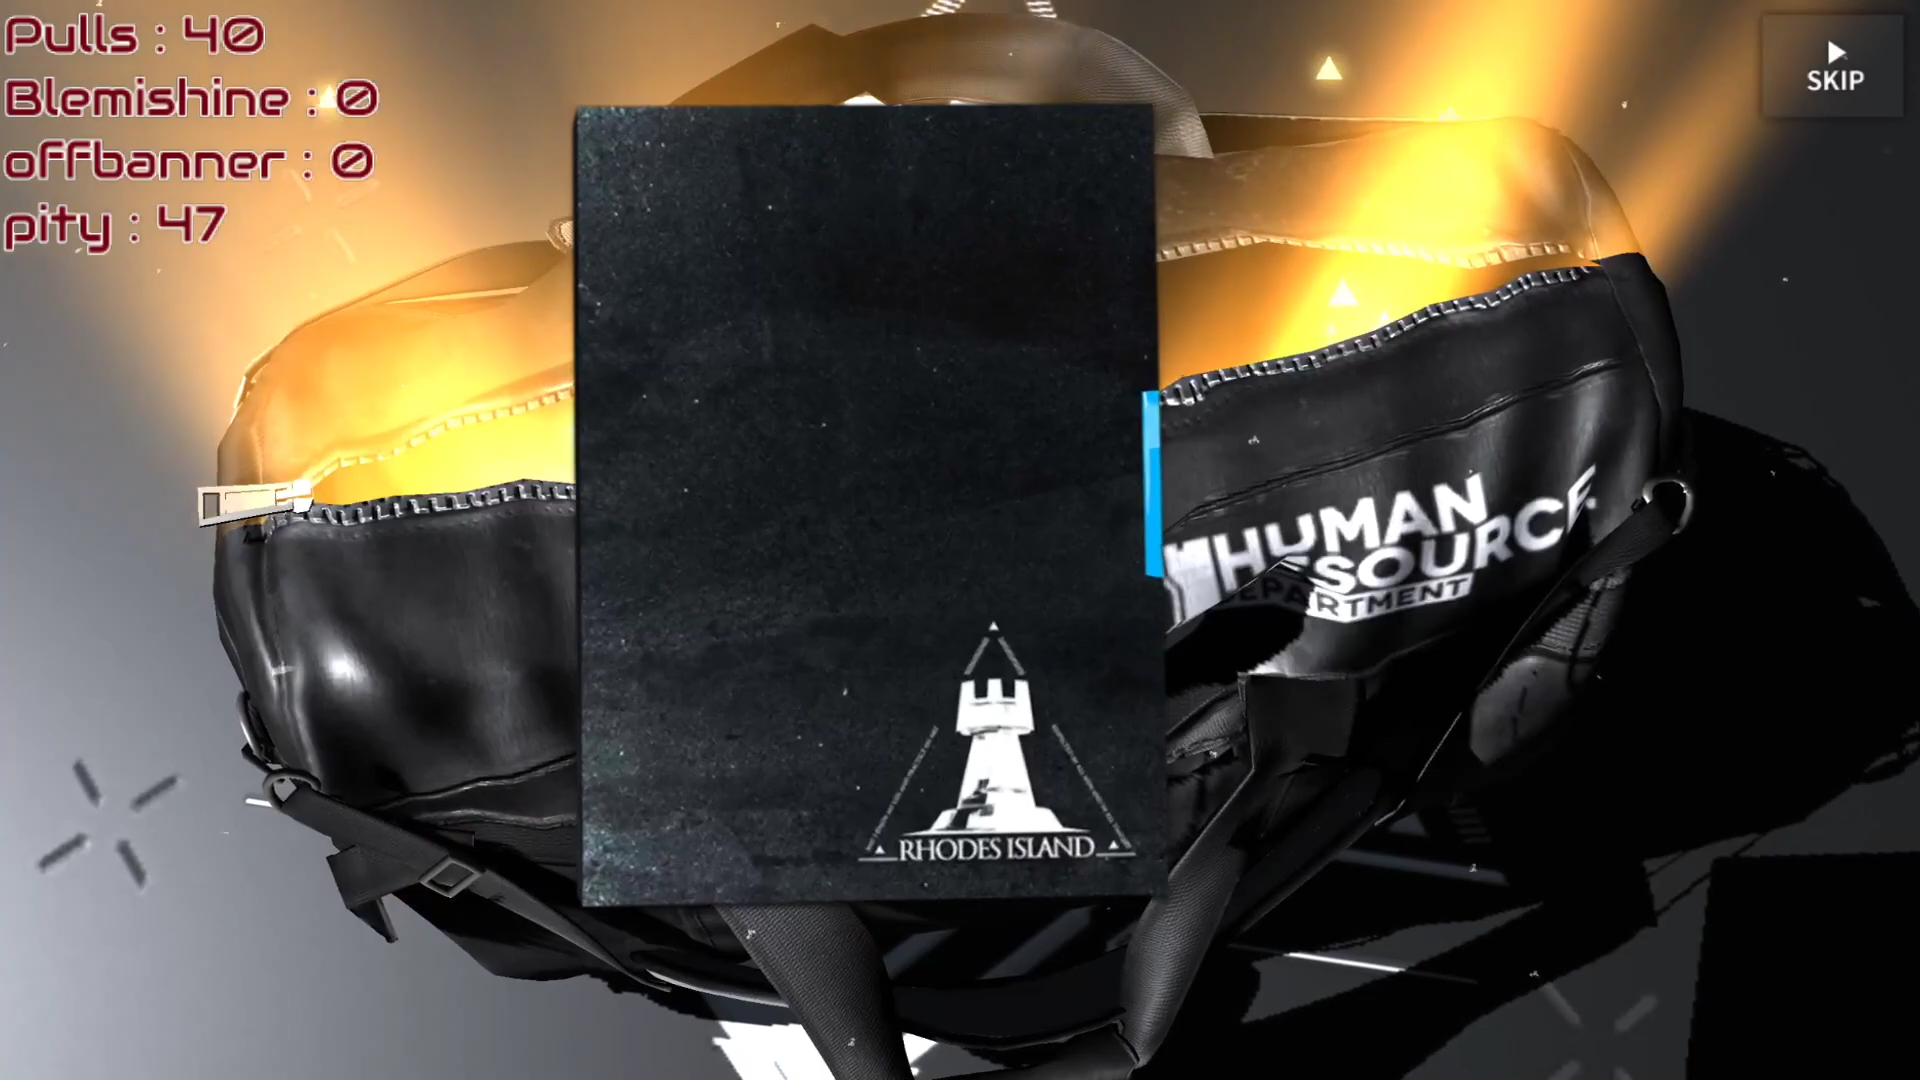 Pulls : 40
Blemishine : 0
offbanner : 0
pity : 47
SKIP
HUMAN
RESOURCE
DEPARTMENT
RHODES ISLAND